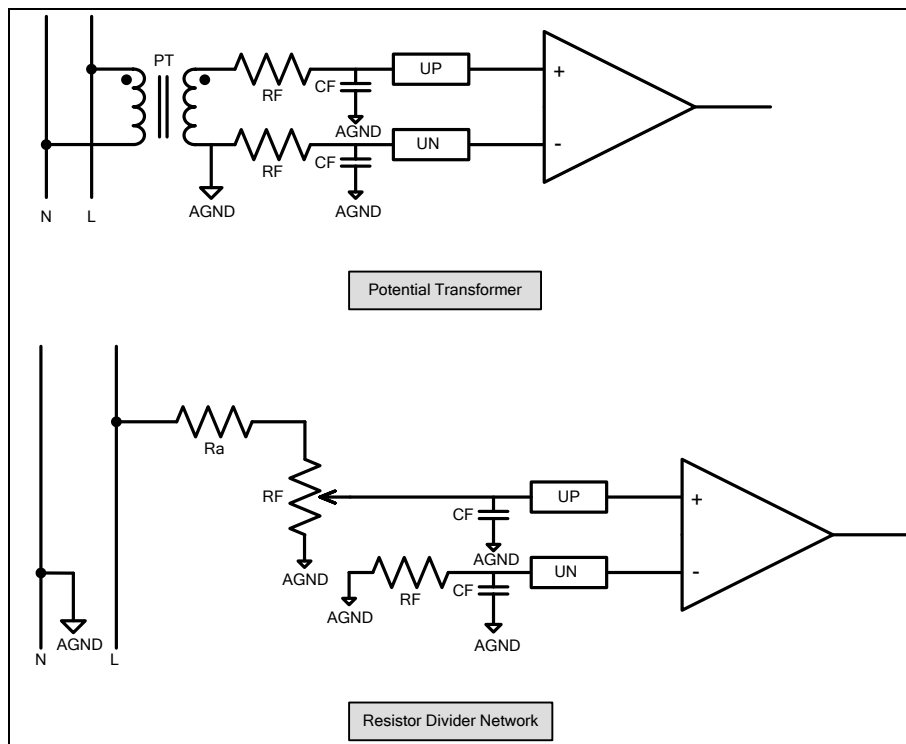 PT
RF
CF
UP
+
AGND
RF
CF
UN
-
AGND
AGND
N
L
Potential Transformer
Ra
RF
CF
UP
+
AGND
AGND
RF
CF
UN
-
AGND
AGND
AGND
N
L
Resistor Divider Network